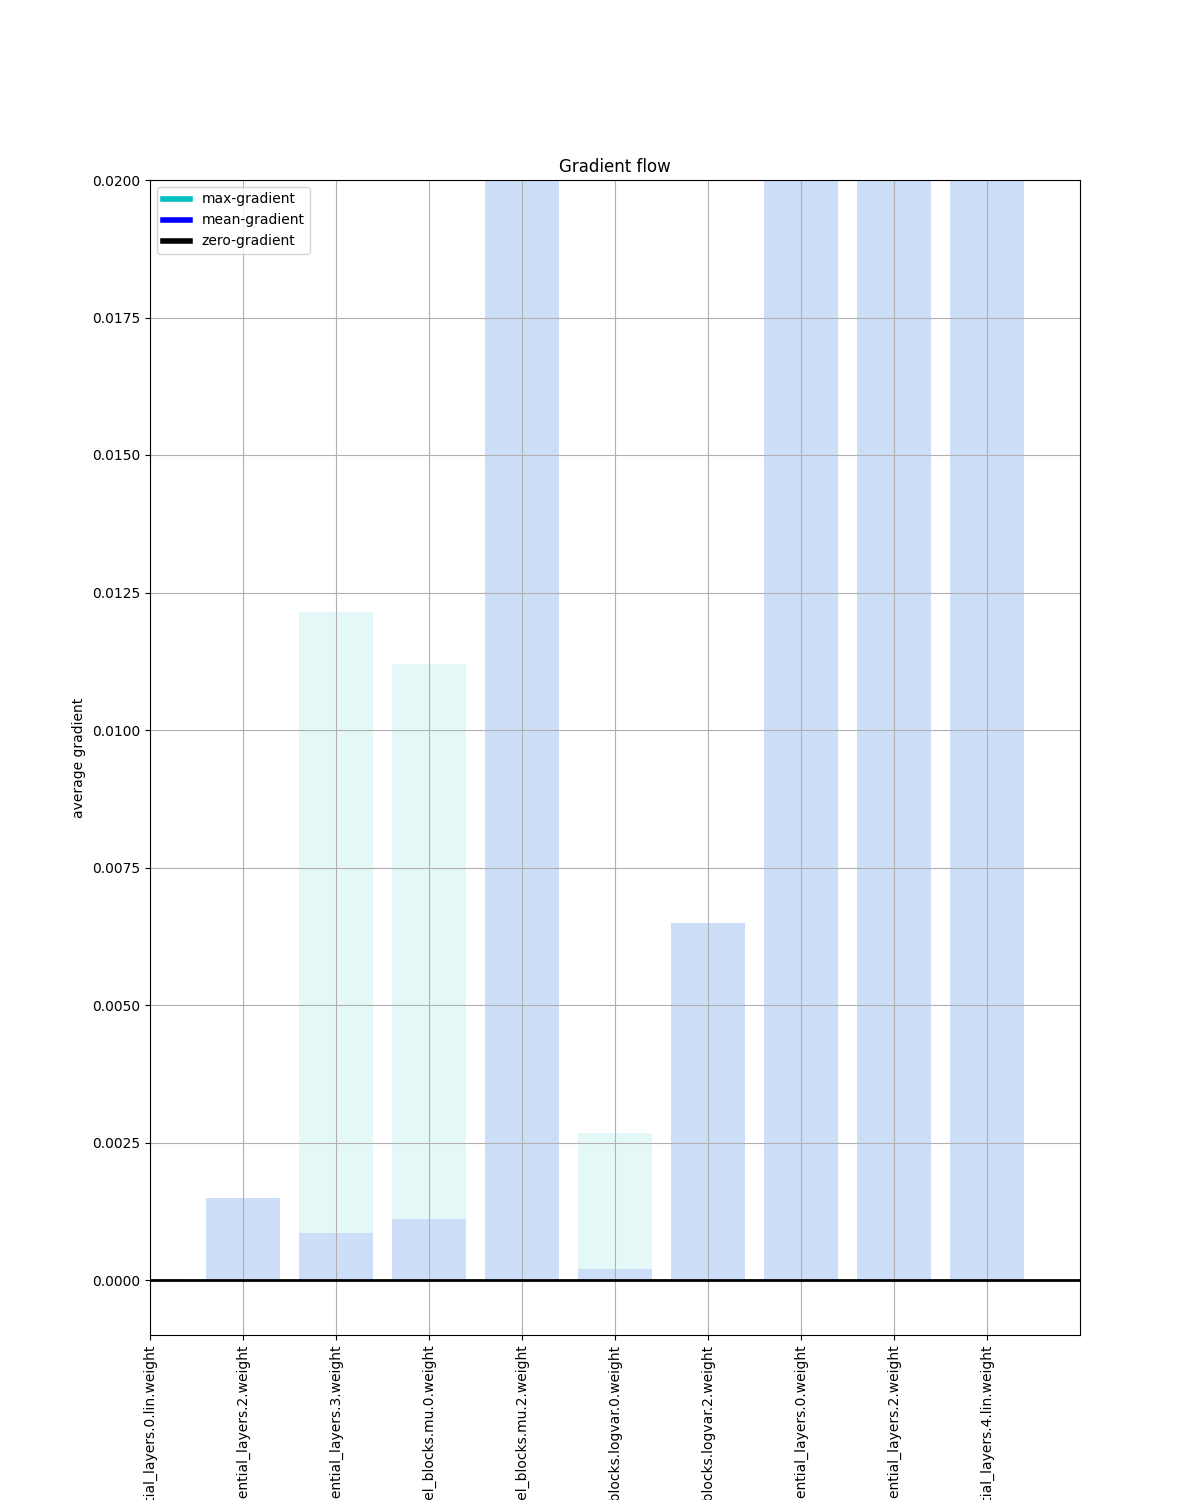 Gradient flow
max-gradient
mean-gradient
zero-gradient
0.0200
0.0175
0.0150
0.0125
0.0100
0.0075
0.0050
0.0025
0.0000
average gradient
tial_layers.0.lin.weight
ential_layers.2.weight
ential_layers.3.weight
el_blocks.mu.0.weight
el_blocks.mu.2.weight
blocks.logvar.0.weight
blocks.logvar.2.weight
ential_layers.0.weight
ential_layers.2.weight
tial_layers.4.lin.weight